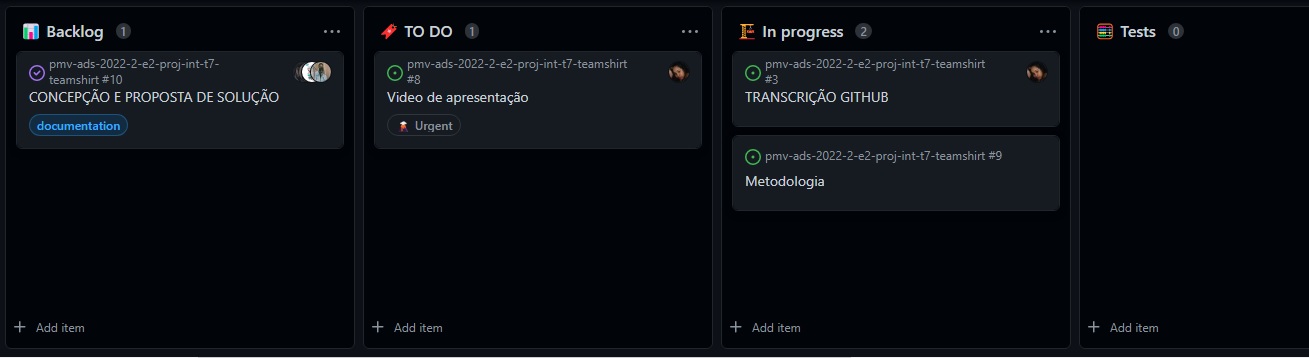 Backlog 1
pmv-ads-2022-2-e2-proj-int-t7-
teamshirt #10
CONCEPÇÃO E PROPOSTA DE SOLUÇÃO
documentation
Add item
TO DO 1
pmv-ads-2022-2-e2-proj-int-t7-teamshirt
#8
Video de apresentação
Urgent
Add item
In progress 2
pmv-ads-2022-2-e2-proj-int-t7-teamshirt
#3
TRANSCRIÇÃO GITHUB
pmv-ads-2022-2-e2-proj-int-t7-teamshirt #9
Metodologia
Add item
Tests 0
Add item